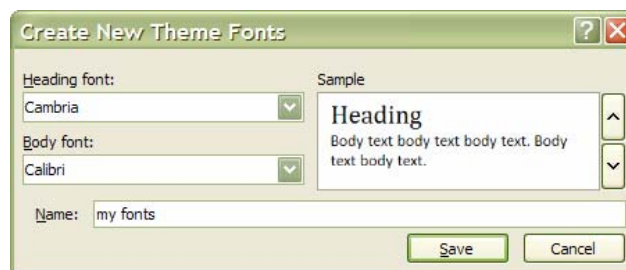 Create New Theme Fonts
Heading font:
Cambria
Body font:
Calibri
Sample
Heading
Body text body text body text. Body
text body text.
Name: my fonts
Save Cancel